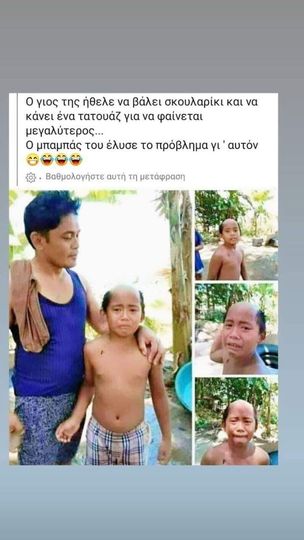 Ο γιος της ήθελε να βάλει σκουλαρίκι και να
κάνει ένα τατουάζ για να φαίνεται
μεγαλύτερος...
Ο μπαμπάς του έλυσε το πρόβλημα γι ' αυτόν
😷😂😂😂
· Βαθμολογήστε αυτή τη μετάφραση